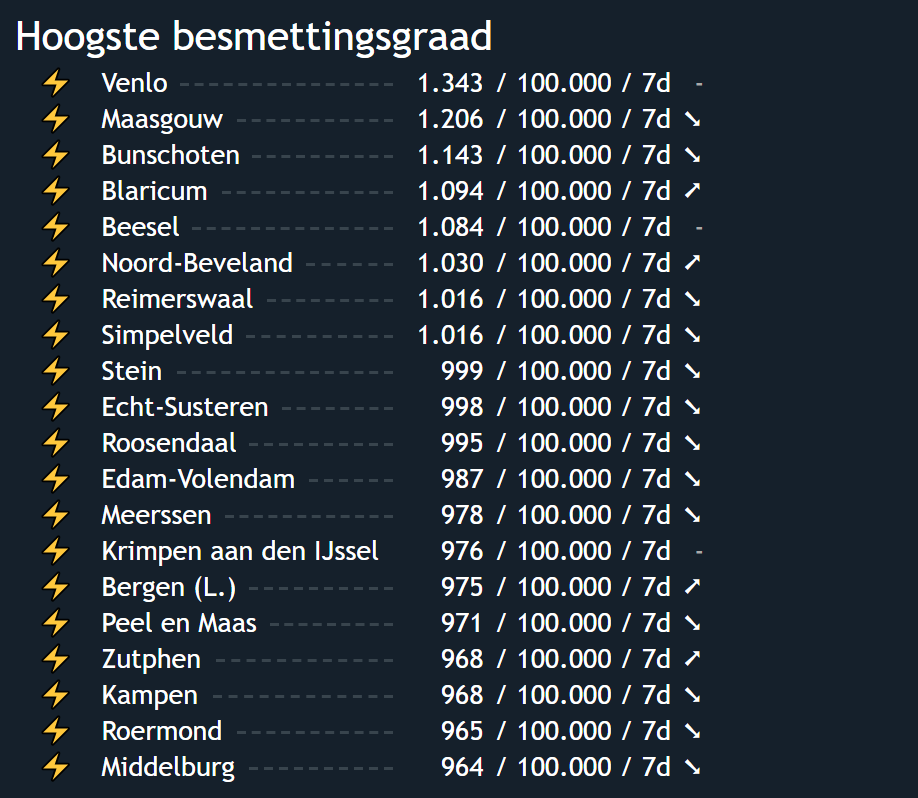 Hoogste besmettingsgraad
⚡ Venlo ---------------- 1.343 / 100.000 / 7d -
⚡ Maasgouw ------------ 1.206 / 100.000 / 7d ➘
⚡ Bunschoten ----------- 1.143 / 100.000 / 7d ➘
⚡ Blaricum ------------- 1.094 / 100.000 / 7d ➚
⚡ Beesel --------------- 1.084 / 100.000 / 7d -
⚡ Noord-Beveland ------- 1.030 / 100.000 / 7d ➚
⚡ Reimerswaal ---------- 1.016 / 100.000 / 7d ➘
⚡ Simpelveld ----------- 1.016 / 100.000 / 7d ➘
⚡ Stein ---------------- 999 / 100.000 / 7d ➘
⚡ Echt-Susteren --------- 998 / 100.000 / 7d ➘
⚡ Roosendaal ----------- 995 / 100.000 / 7d ➘
⚡ Edam-Volendam ------- 987 / 100.000 / 7d ➘
⚡ Meerssen ------------- 978 / 100.000 / 7d ➘
⚡ Krimpen aan den IJssel 976 / 100.000 / 7d -
⚡ Bergen (L.) ----------- 975 / 100.000 / 7d ➚
⚡ Peel en Maas ---------- 971 / 100.000 / 7d ➘
⚡ Zutphen -------------- 968 / 100.000 / 7d ➚
⚡ Kampen -------------- 968 / 100.000 / 7d ➘
⚡ Roermond ------------ 965 / 100.000 / 7d ➘
⚡ Middelburg ----------- 964 / 100.000 / 7d ➘